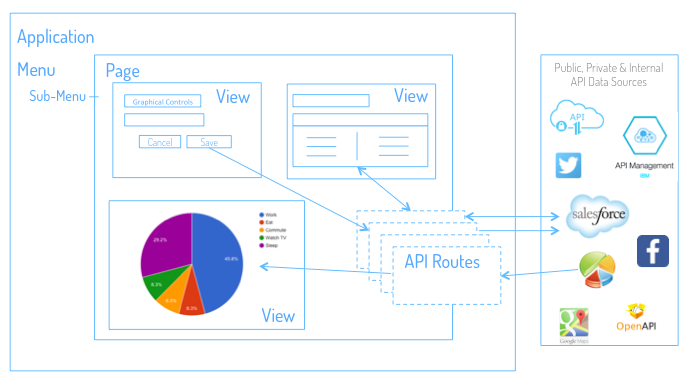 Application
Menu
Sub-Menu
Page
Graphical Controls
View
Cancel
Save
View
Work
Eat
Commute
Watch TV
Sleep
29.2%
45.8%
8.3%
8.3%
View
API Routes
Public, Private & Internal
API Data Sources
API
API Management
IBM
salesforce
f
Google Maps
OpenAPI